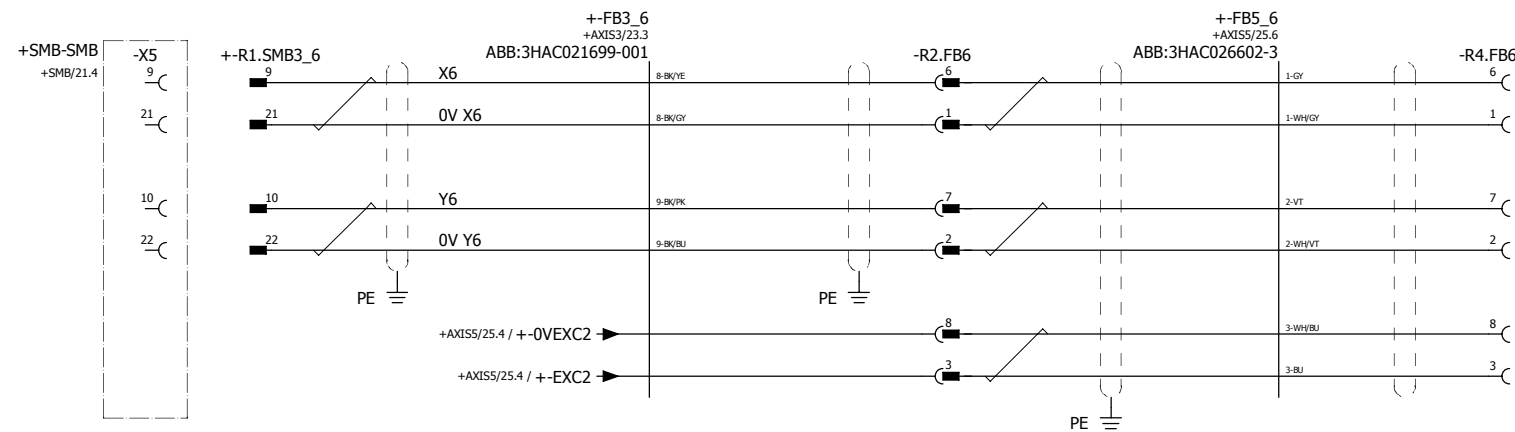 +-FB3_6
+-FB5_6
+AXIS3/23.3
+AXIS5/25.6
+SMB-SMB
-X5
+-R1.SMB3_6
ABB:3HAC021699-001
-R2.FB6
ABB:3HAC026602-3
-R4.FB6
+SMB/21.4
9
9
X6
8-BK/YE
6
1-GY
6
21
21
0V X6
8-BK/GY
1
1-WH/GY
1
10
10
Y6
9-BK/PK
7
2-VT
7
22
22
0V Y6
9-BK/BU
2
2-WH/VT
2
PE
PE
+AXIS5/25.4 / +-0VEXC2
8
3-WH/BU
8
+AXIS5/25.4 / +-EXC2
3
3-BU
3
PE